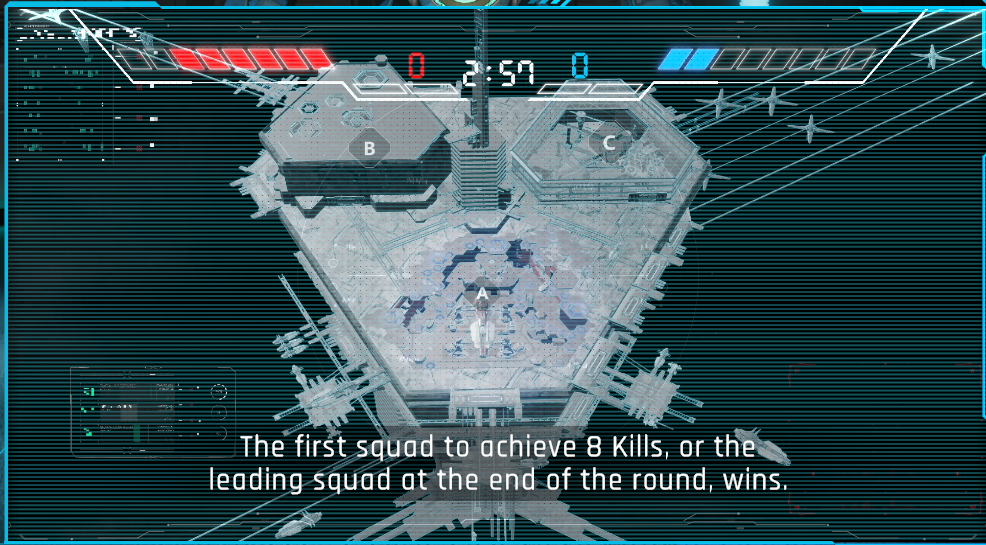 0 2:57 0
B
C
A
The first squad to achieve 8 Kills, or the
leading squad at the end of the round, wins.